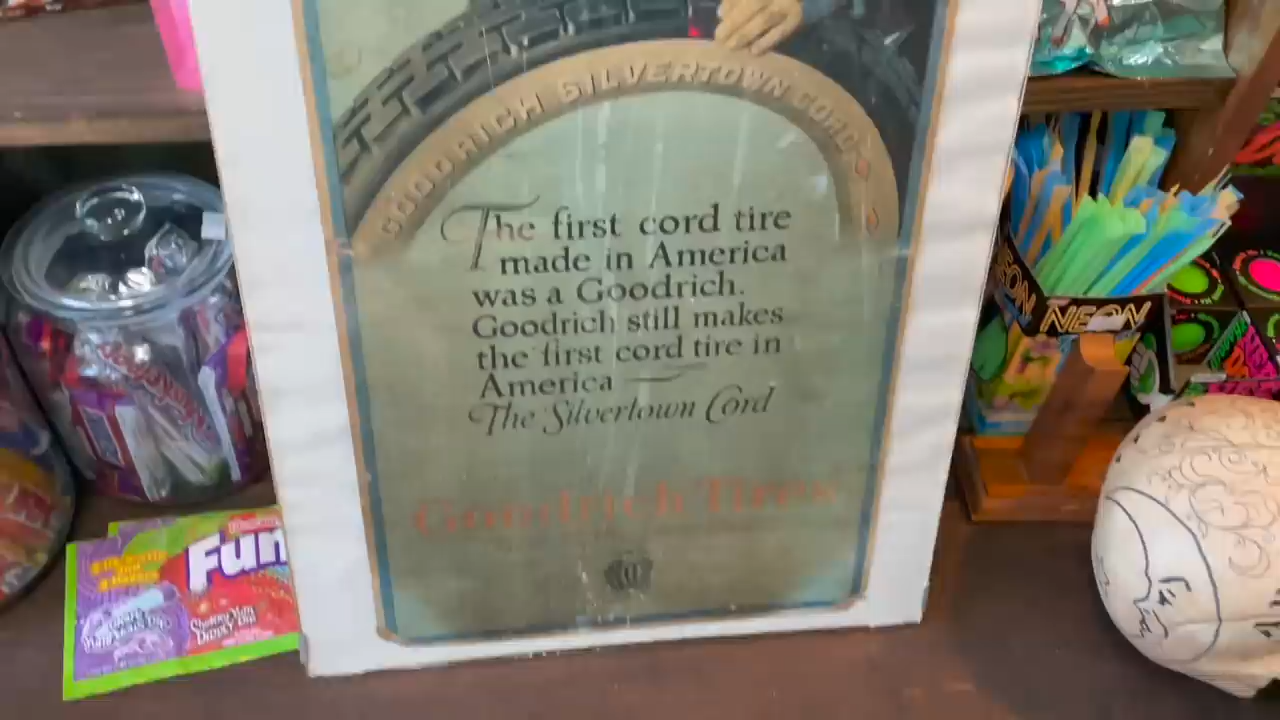 GOODRICH SILVERTOWN CORD
The first cord tire
made in America
was a Goodrich.
Goodrich still makes
the first cord tire in
America —
The Silvertown Cord
Goodrich Tires
Fun
NEON